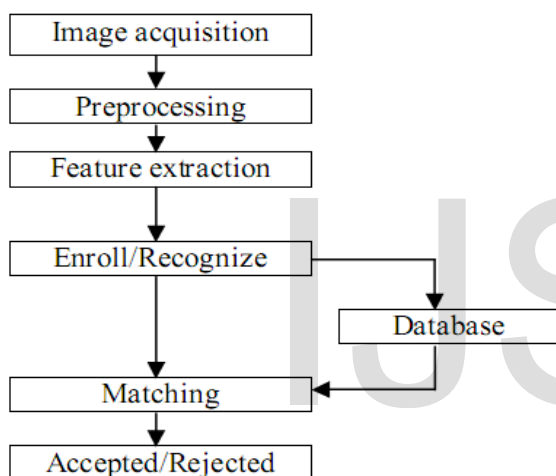 Image acquisition
Preprocessing
Feature extraction
Enroll/Recognize
Database
Matching
Accepted/Rejected
IJS